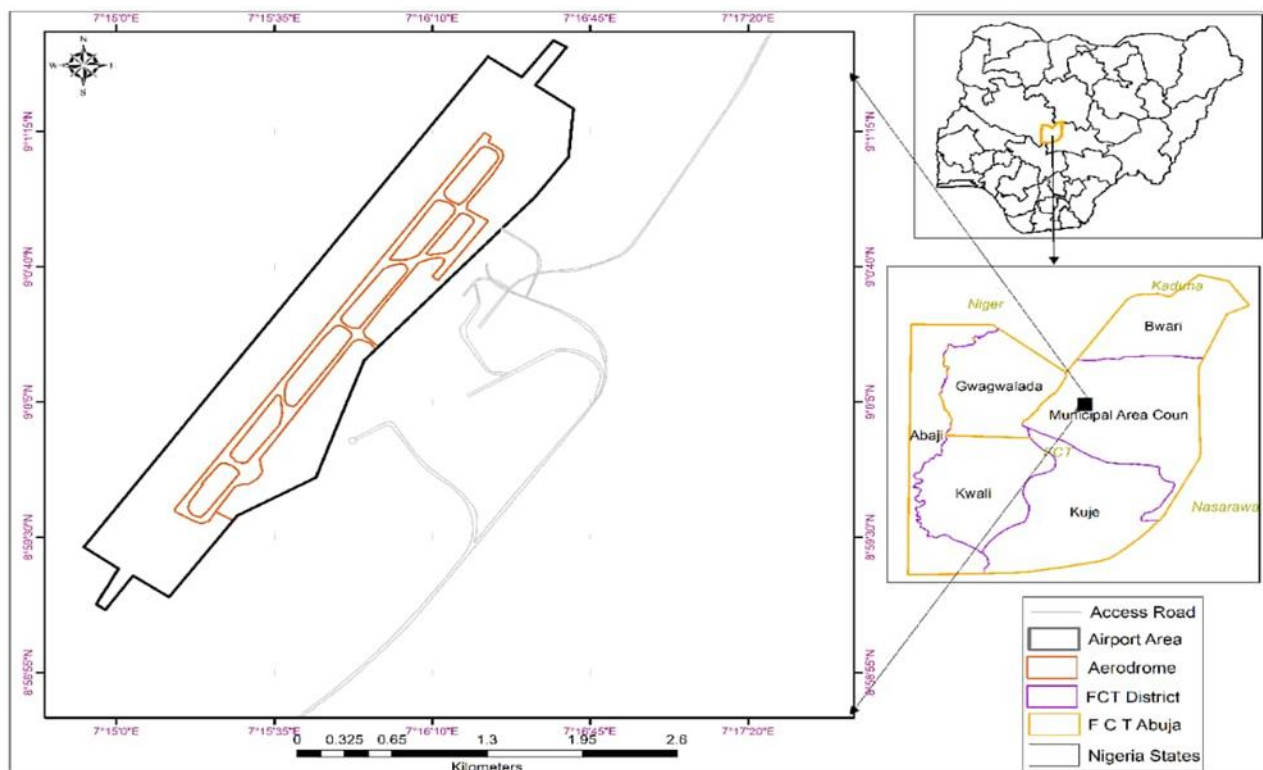 7°15'0"E 7°15'35"E 7°16'10"E 7°16'45"E 7°17'20"E
N
W E
S
9°1'15"N 9°1'15"N
9°0'40"N 9°0'40"N
9°0'5"N 9°0'5"N
8°59'30"N 8°59'30"N
8°58'55"N 8°58'55"N
7°15'0"E 7°15'35"E 7°16'10"E 7°16'45"E 7°17'20"E
0 0.325 0.65 1.3 1.95 2.6
Kilometers
Kaduna
Niger
Bwari
Gwagwalada
Municipal Area Coun
Abaji
FCT
Kwali
Kuje
Nasarawa
Access Road
Airport Area
Aerodrome
FCT District
F C T Abuja
Nigeria States